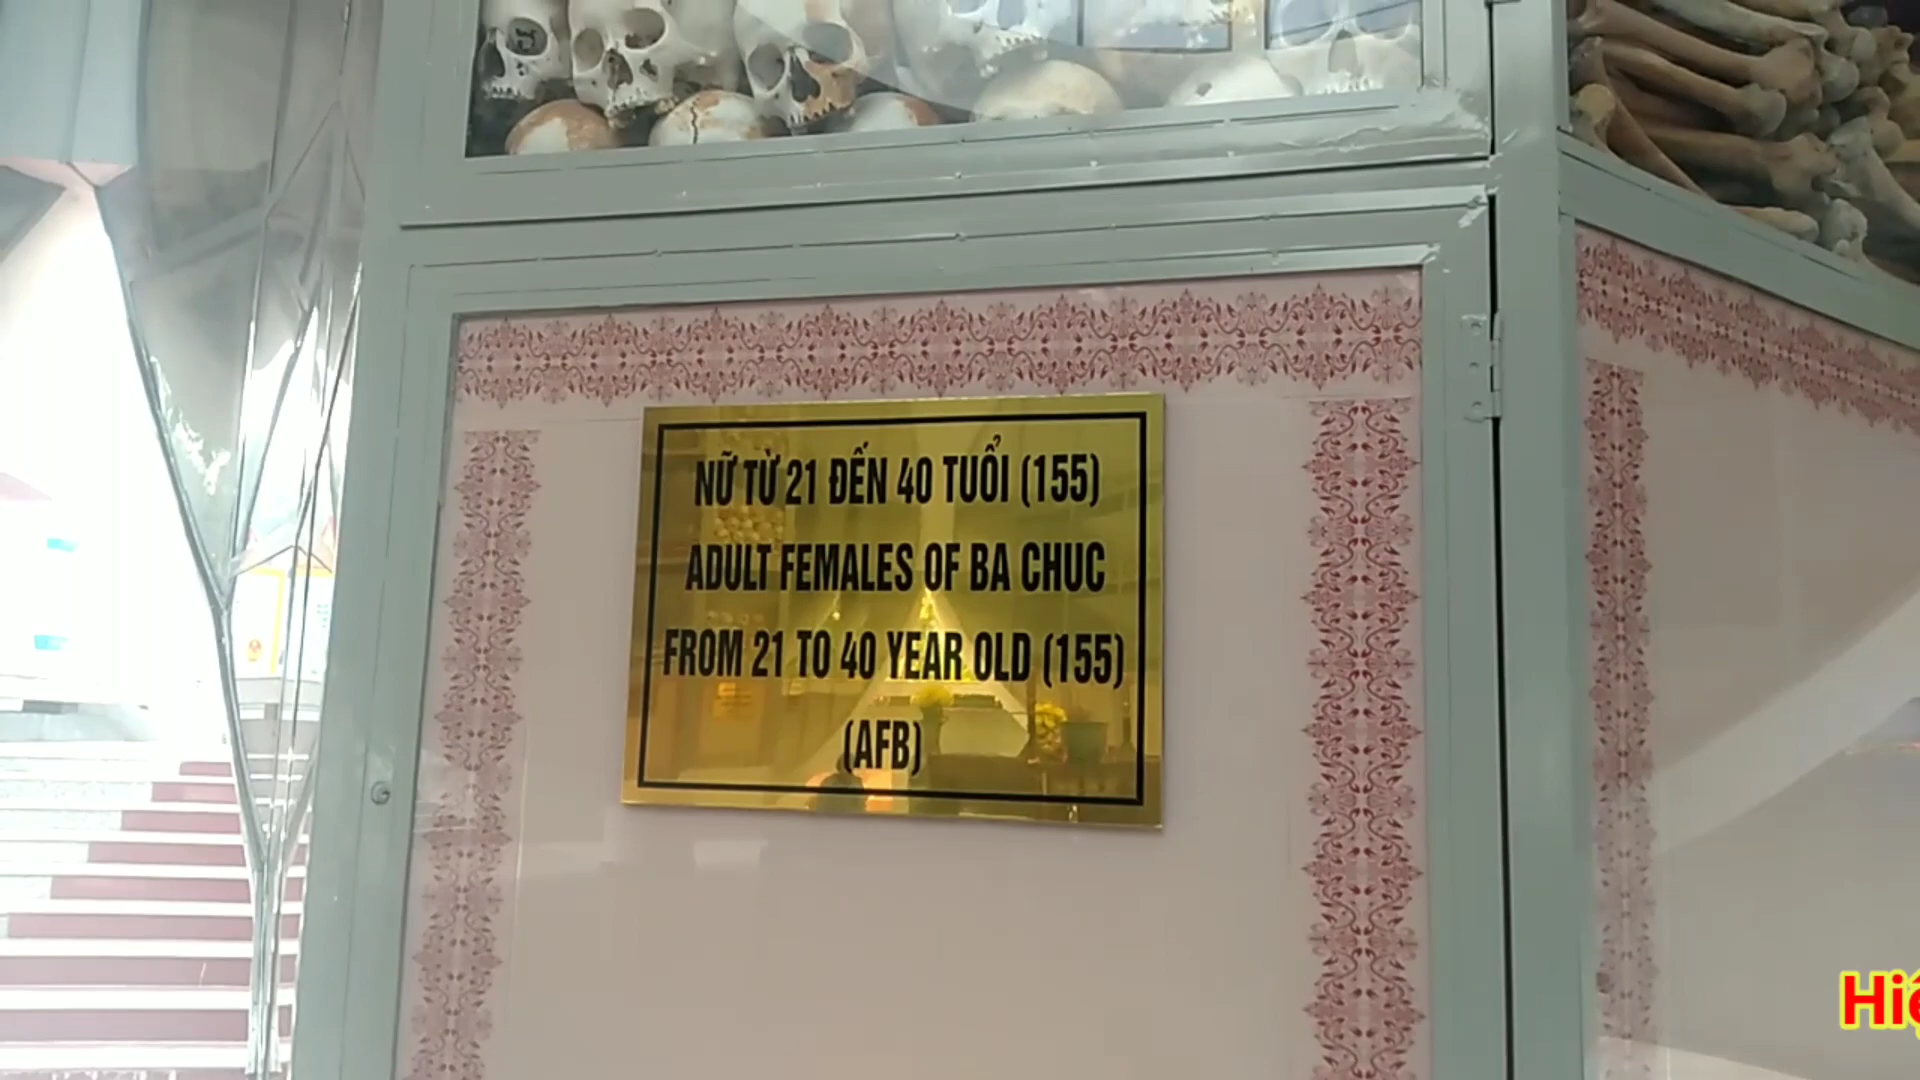 NỮ TỪ 21 ĐẾN 40 TUỔI (155)
ADULT FEMALES OF BA CHUC
FROM 21 TO 40 YEAR OLD (155)
(AFB)